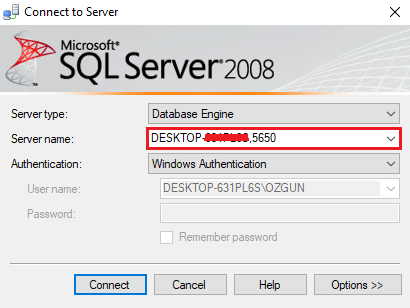 Connect to Server
Microsoft®
SQL Server® 2008
Server type: Database Engine
Server name: DESKTOP- ,5650
Authentication: Windows Authentication
User name: DESKTOP-631PL6S\OZGUN
Password:
Remember password
Connect Cancel Help Options >>